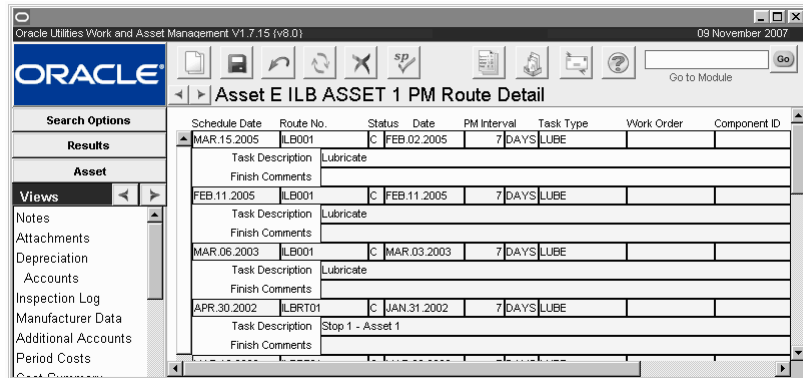 Oracle Utilities Work and Asset Management V1.7.15 {v8.0} 09 November 2007
ORACLE
sp
Go
Go to Module
Asset E ILB ASSET 1 PM Route Detail
Search Options
Results
Asset
Views
Notes
Attachments
Depreciation
Accounts
Inspection Log
Manufacturer Data
Additional Accounts
Period Costs
Schedule Date Route No. Status Date PM Interval Task Type Work Order Component ID
MAR.15.2005 ILB001 C FEB.02.2005 7 DAYS LUBE
Task Description Lubricate
Finish Comments
FEB.11.2005 ILB001 C FEB.11.2005 7 DAYS LUBE
Task Description Lubricate
Finish Comments
MAR.06.2003 ILB001 C MAR.03.2003 7 DAYS LUBE
Task Description Lubricate
Finish Comments
APR.30.2002 ILBRT01 C JAN.31.2002 7 DAYS LUBE
Task Description Stop 1 - Asset 1
Finish Comments